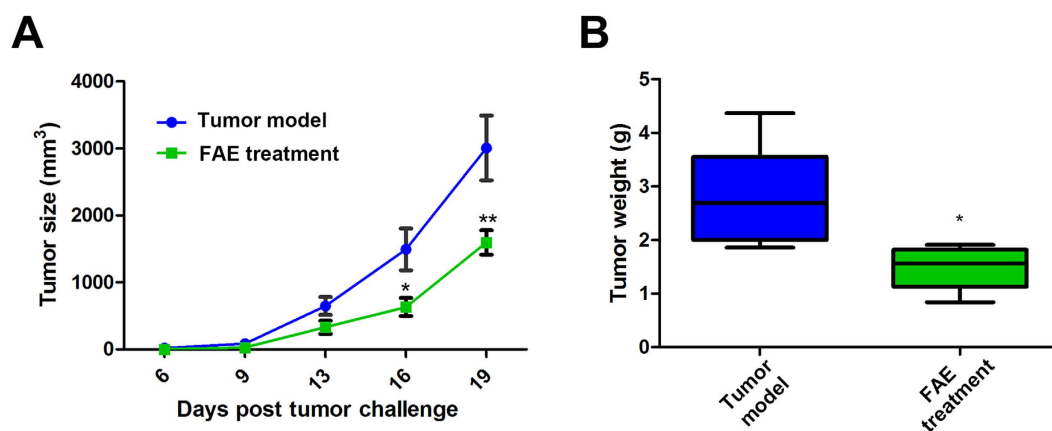 A
Tumor size (mm³)
4000
3000
2000
1000
0
Tumor model
FAE treatment
*
**
6
9
13
16
19
Days post tumor challenge
B
Tumor weight (g)
5
4
3
2
1
0
*
Tumor
model
FAE
treatment